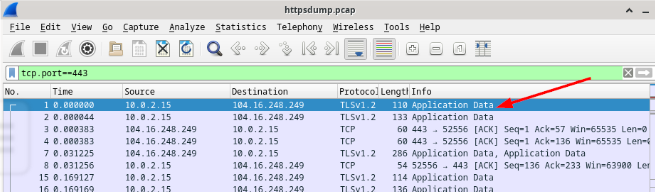 httpsdump.pcap
File Edit View Go Capture Analyze Statistics Telephony Wireless Tools Help
tcp.port==443
No. Time Source Destination Protocol Length Info
1 0.000000 10.0.2.15 104.16.248.249 TLSv1.2 110 Application Data
2 0.000044 10.0.2.15 104.16.248.249 TLSv1.2 133 Application Data
3 0.000383 104.16.248.249 10.0.2.15 TCP 60 443 → 52556 [ACK] Seq=1 Ack=57 Win=65535 Len=0
4 0.000383 104.16.248.249 10.0.2.15 TCP 60 443 → 52556 [ACK] Seq=1 Ack=136 Win=65535 Le
7 0.031225 104.16.248.249 10.0.2.15 TLSv1.2 286 Application Data, Application Data
8 0.031256 10.0.2.15 104.16.248.249 TCP 54 52556 → 443 [ACK] Seq=136 Ack=233 Win=63900 L
15 0.169127 10.0.2.15 104.16.248.249 TLSv1.2 114 Application Data
16 0.169169 10.0.2.15 104.16.248.249 TLSv1.2 136 Application Data